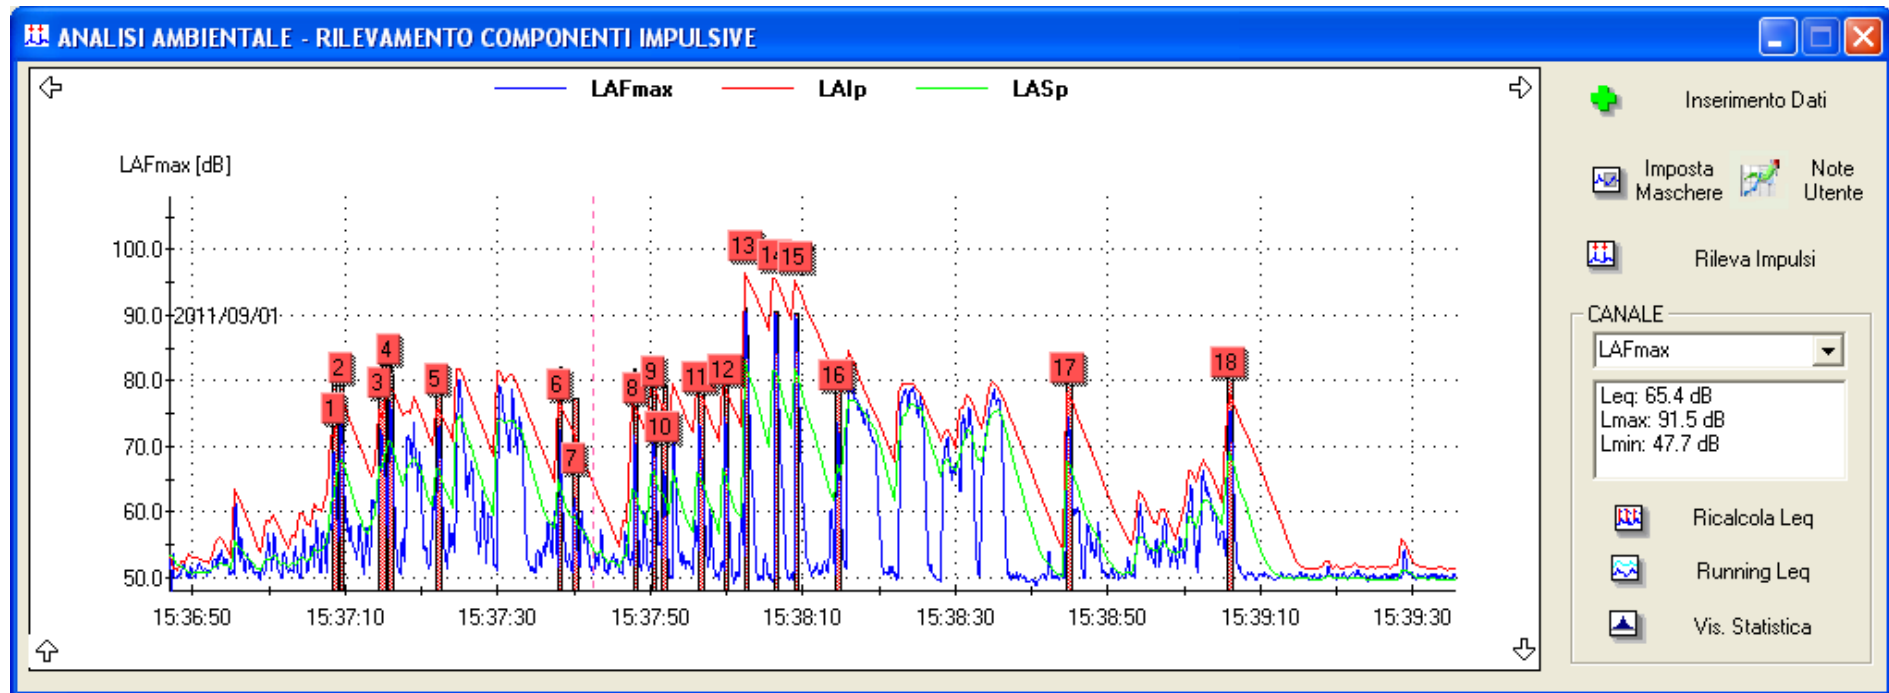 ANALISI AMBIENTALE - RILEVAMENTO COMPONENTI IMPULSIVE
LAFmax LAIp LASp
LAFmax [dB]
100.0
90.0
80.0
70.0
60.0
50.0
2011/09/01
1
2
3
4
5
6
7
8
9
10
11
12
13
14
15
16
17
18
15:36:50 15:37:10 15:37:30 15:37:50 15:38:10 15:38:30 15:38:50 15:39:10 15:39:30
Inserimento Dati
Imposta
Maschere
Note
Utente
Rileva Impulsi
CANALE
LAFmax
Leq: 65.4 dB
Lmax: 91.5 dB
Lmin: 47.7 dB
Ricalcola Leq
Running Leq
Vis. Statistica